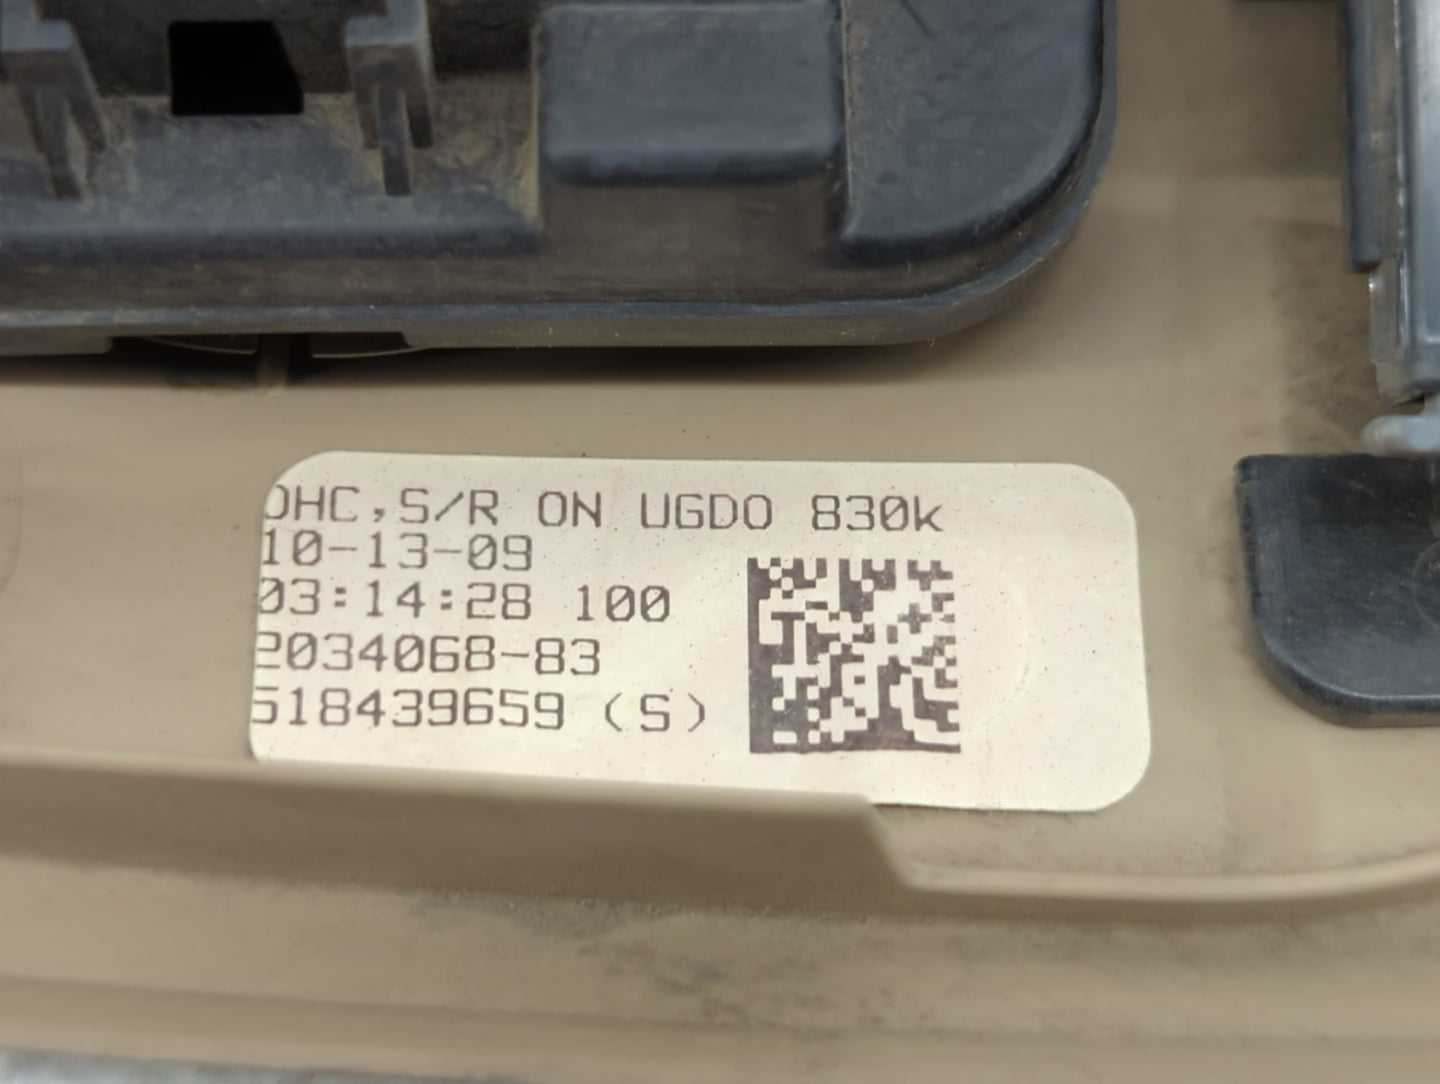 OHC,S/R ON UGDO 830k
10-13-09
03:14:28 100
2034068-83
518439659 (S)